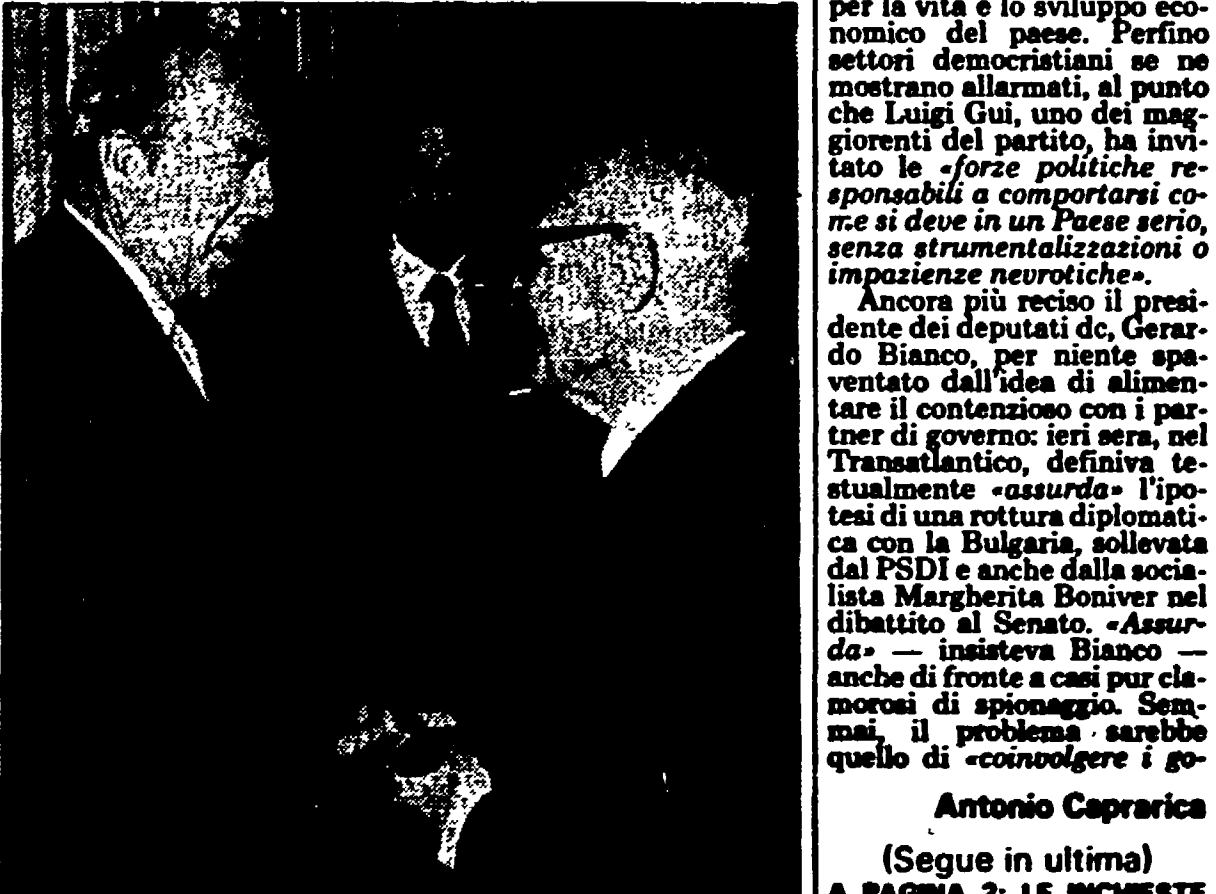 per la vita e lo sviluppo eco-
nomico del paese. Perfino
settori democristiani se ne
mostrano allarmati, al punto
che Luigi Gui, uno dei mag-
giorenti del partito, ha invi-
tato le «forze politiche re-
sponsabili a comportarsi co-
me si deve in un Paese serio,
senza strumentalizzazioni o
impazienze nevrotiche».
Ancora più reciso il presi-
dente dei deputati dc, Gerar-
do Bianco, per niente spa-
ventato dall'idea di alimen-
tare il contenzioso con i par-
tner di governo: ieri sera, nel
Transatlantico, definiva te-
stualmente «assurda» l'ipo-
tesi di una rottura diplomati-
ca con la Bulgaria, sollevata
dal PSDI e anche dalla socia-
lista Margherita Boniver nel
dibattito al Senato. «Assur-
da» — insisteva Bianco —
anche di fronte a casi pur cla-
morosi di spionaggio. Sem-
mai, il problema sarebbe
quello di «coinvolgere i go-
Antonio Caprarica
(Segue in ultima)
A PAGINA 2: LE INCHIESTE